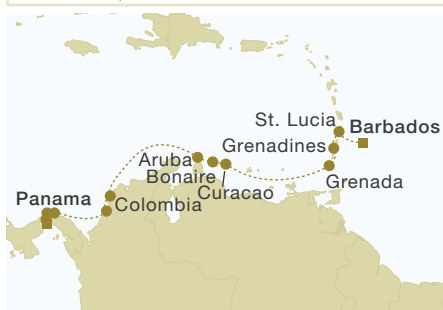 St. Lucia
Barbados
Grenadines
Aruba
Bonaire
Curacao
Grenada
Panama
Colombia